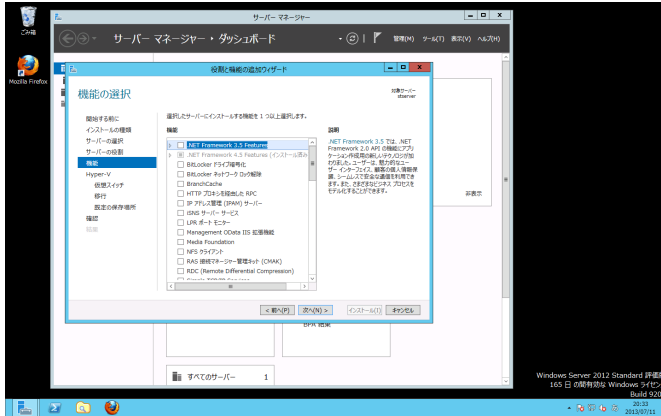 ごみ箱
Mozilla Firefox
サーバー マネージャー
サーバー マネージャー ・ ダッシュボード
管理(M) ツール(T) 表示(V) ヘルプ(H)
役割と機能の追加ウィザード
機能の選択
対象サーバー
stserver
開始する前に
インストールの種類
サーバーの選択
サーバーの役割
機能
Hyper-V
仮想スイッチ
移行
既定の保存場所
確認
結果
選択したサーバーにインストールする機能を 1 つ以上選択します。
機能
.NET Framework 3.5 Features
.NET Framework 4.5 Features (インストール済み
BitLocker ドライブ暗号化
BitLocker ネットワーク ロック解除
BranchCache
HTTP プロキシを経由した RPC
IP アドレス管理 (IPAM) サーバー
iSNS サーバー サービス
LPR ポート モニター
Management OData IIS 拡張機能
Media Foundation
NFS クライアント
RAS 接続マネージャー管理キット (CMAK)
RDC (Remote Differential Compression)
説明
.NET Framework 3.5 では、.NET
Framework 2.0 API の機能にアプリ
ケーション作成用の新しいテクノロジが加
わりました。ユーザーは、魅力的なユー
ザー インターフェイス、顧客の個人情報保
護、シームレスで安全な通信を利用でき
ます。また、さまざまなビジネス プロセスを
モデル化することができます。
< 前へ(P)
次へ(N) >
インストール(I)
キャンセル
非表示
BPA 結果
すべてのサーバー 1
Windows Server 2012 Standard 評価
165 日 の間有効な Windows ライセン
Build 920
20:33
2013/07/11